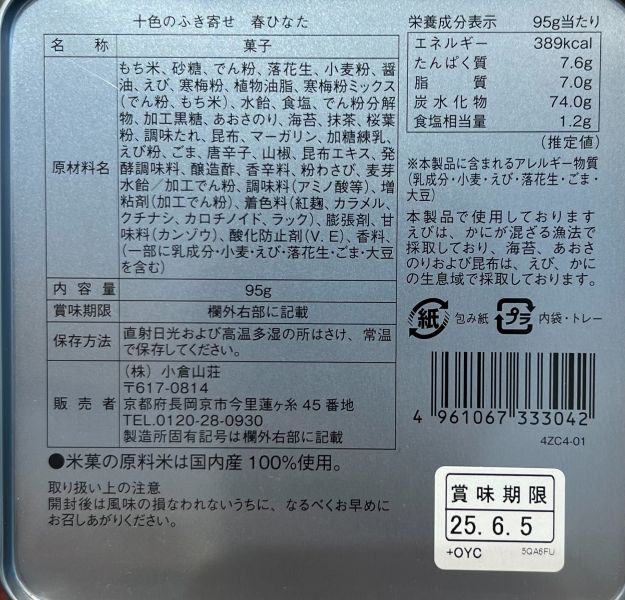 十色のふき寄せ 春ひなた
名称 菓子
原材料名
もち米、砂糖、でん粉、落花生、小麦粉、醤
油、えび、寒梅粉、植物油脂、寒梅粉ミックス
(でん粉、もち米)、水飴、食塩、でん粉分解
物、加工黒糖、あおさのり、海苔、抹茶、桜葉
粉、調味たれ、昆布、マーガリン、加糖練乳、
えび粉、ごま、唐辛子、山椒、昆布エキス、発
酵調味料、醸造酢、香辛料、粉わさび、麦芽
水飴/加工でん粉、調味料(アミノ酸等)、増
粘剤(加工でん粉)、着色料(紅麹、カラメル、
クチナシ、カロチノイド、ラック)、膨張剤、甘
味料(カンゾウ)、酸化防止剤(V.E)、香料、
(一部に乳成分・小麦・えび・落花生・ごま・大豆
を含む)
内容量 95g
賞味期限 欄外右部に記載
保存方法
直射日光および高温多湿の所はさけ、常温
で保存してください。
販売者
(株)小倉山荘
〒617-0814
京都府長岡京市今里蓮ヶ糸45番地
TEL.0120-28-0930
製造所固有記号は欄外右部に記載
●米菓の原料米は国内産100%使用。
取り扱い上の注意
開封後は風味の損なわれないうちに、なるべくお早めに
お召しあがりください。
栄養成分表示 95g当たり
エネルギー 389kcal
たんぱく質 7.6g
脂質 7.0g
炭水化物 74.0g
食塩相当量 1.2g
(推定値)
※本製品に含まれるアレルギー物質
(乳成分・小麦・えび・落花生・ごま・
大豆)
本製品で使用しております
えびは、かにが混ざる漁法で
採取しており、海苔、あおさ
のりおよび昆布は、えび、かに
の生息域で採取しております。
紙 包み紙 プラ 内袋・トレー
4 961067 333042
4ZC4-01
賞味期限
25.6.5
+OYC 5QA6FU